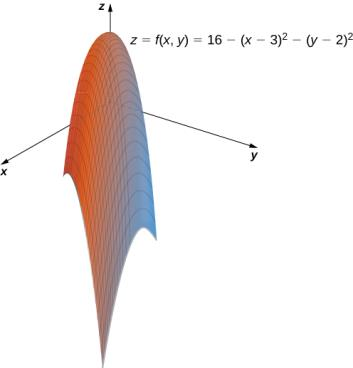 z
z = f(x, y) = 16 − (x − 3)² − (y − 2)²
y
x